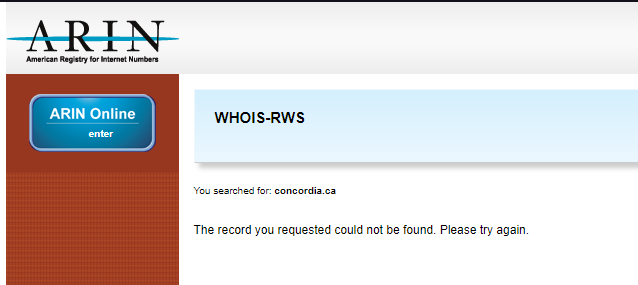 ARIN
American Registry for Internet Numbers
ARIN Online
enter
WHOIS-RWS
You searched for: concordia.ca
The record you requested could not be found. Please try again.